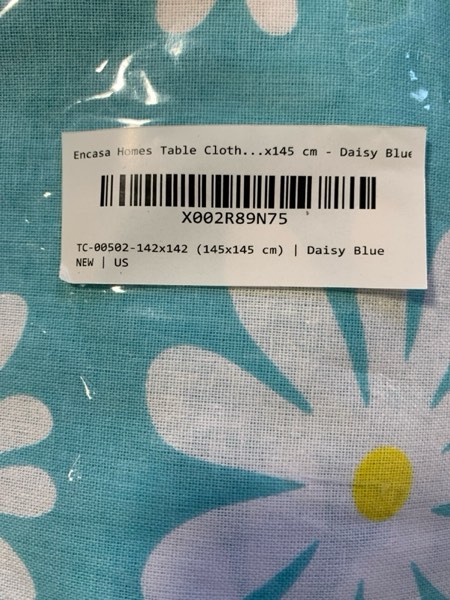 Encasa Homes Table Cloth...x145 cm - Daisy Blue
X002R89N75
TC-00502-142x142 (145x145 cm) | Daisy Blue
NEW | US